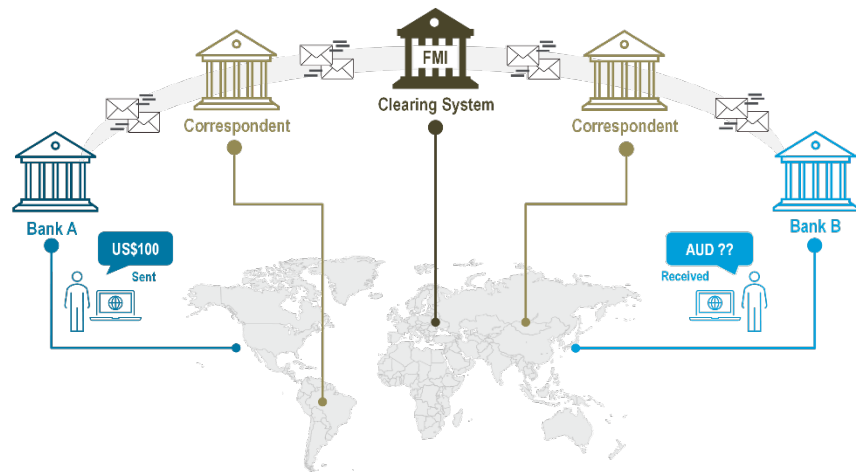 FMI
Clearing System
Correspondent
Correspondent
Bank A
Bank B
US$100
Sent
AUD ??
Received